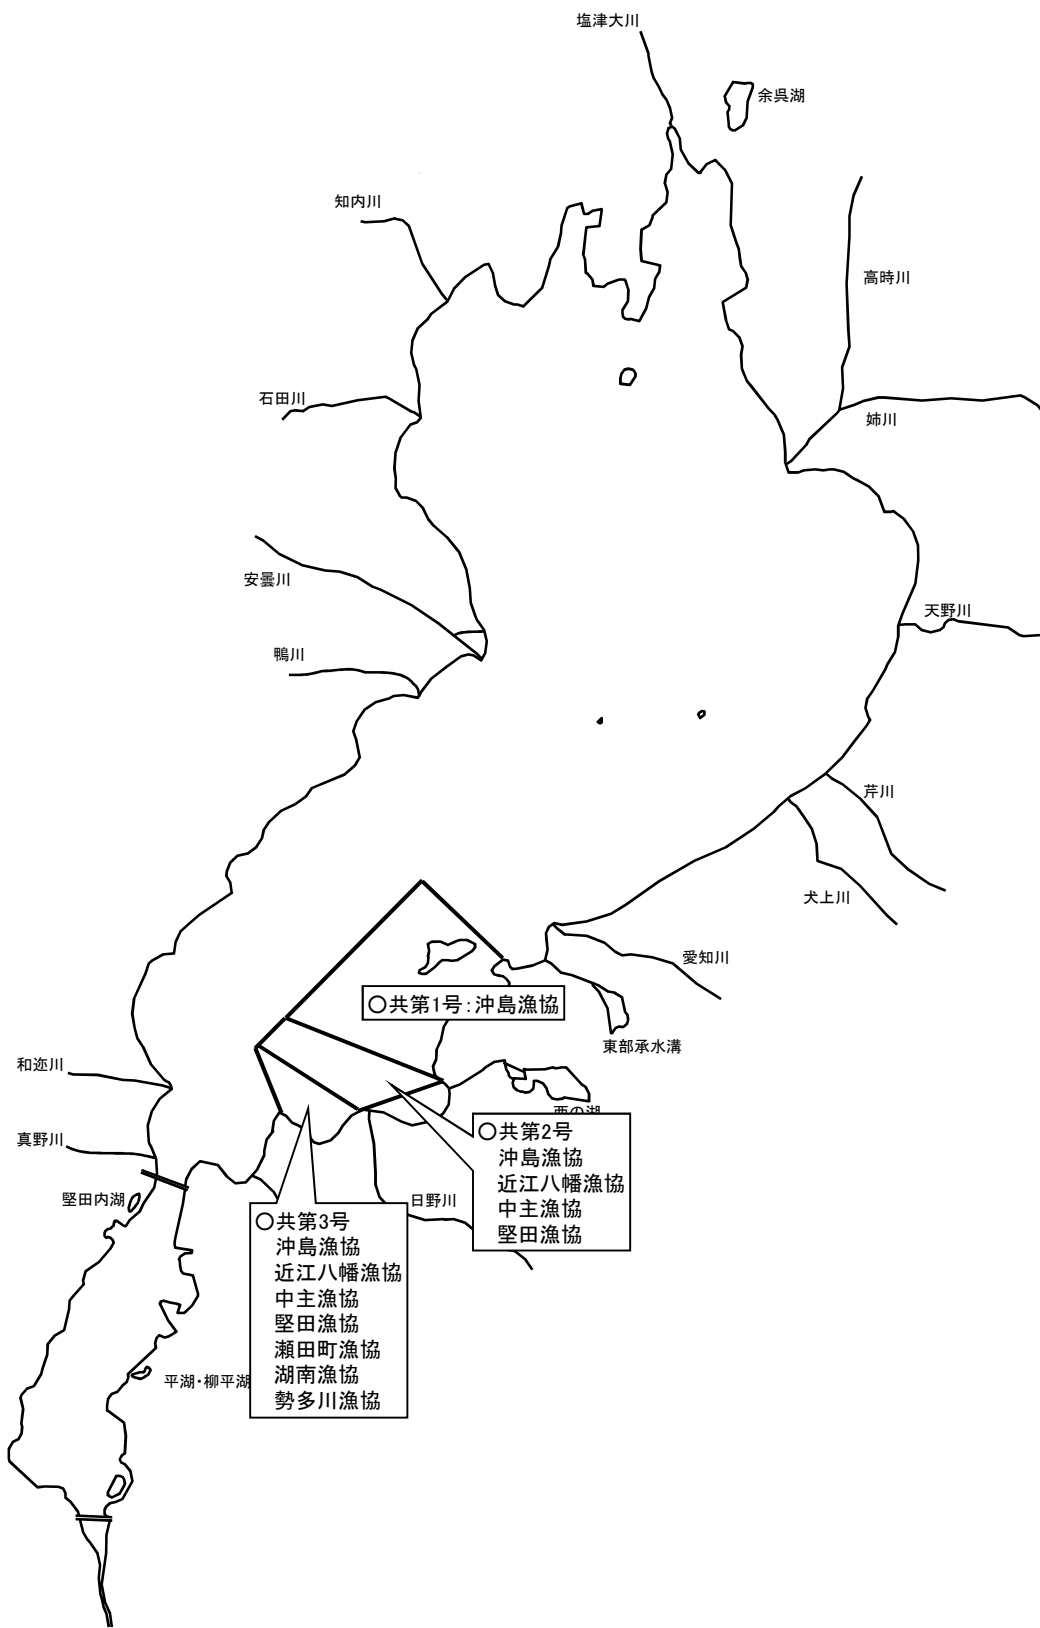 塩津大川
余呉湖
知内川
高時川
石田川
姉川
安曇川
天野川
鴨川
芹川
犬上川
愛知川
○共第1号:沖島漁協
東部承水溝
和迩川
西の湖
真野川
○共第2号
沖島漁協
近江八幡漁協
中主漁協
堅田漁協
堅田内湖
日野川
○共第3号
沖島漁協
近江八幡漁協
中主漁協
堅田漁協
瀬田町漁協
湖南漁協
勢多川漁協
平湖・柳平湖